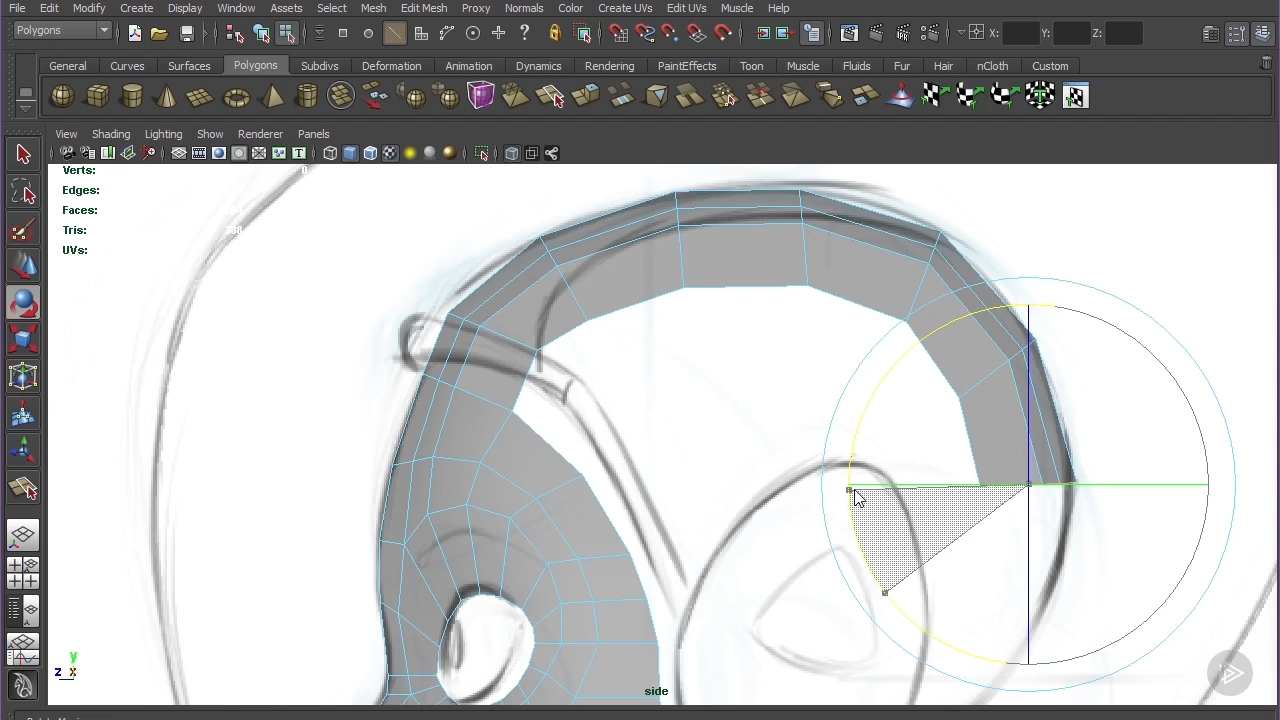 File Edit Modify Create Display Window Assets Select Mesh Edit Mesh Proxy Normals Color Create UVs Edit UVs Muscle Help
Polygons X: Y: Z:
General Curves Surfaces Polygons Subdivs Deformation Animation Dynamics Rendering PaintEffects Toon Muscle Fluids Fur Hair nCloth Custom
View Shading Lighting Show Renderer Panels
Verts: 0
Edges:
Faces:
Tris: 308
UVs:
y
z x
side